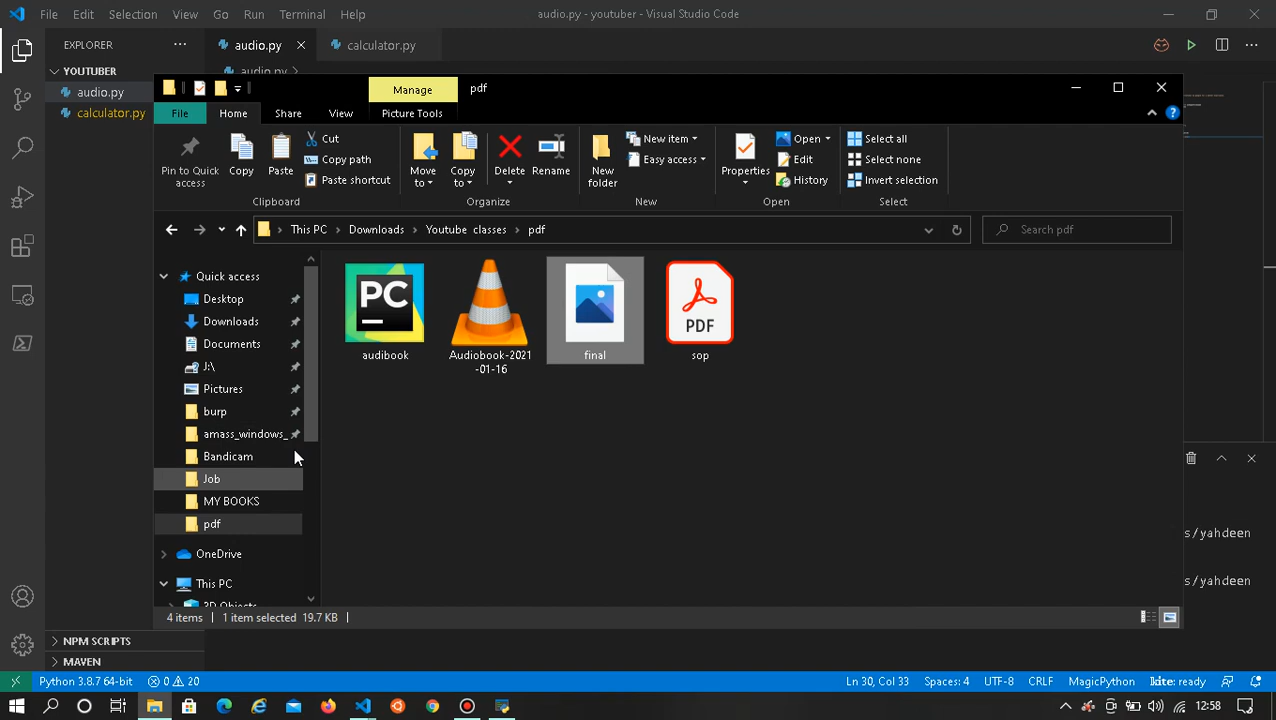 File Edit Selection View Go Run Terminal Help audio.py - youtuber - Visual Studio Code
EXPLORER ··· audio.py calculator.py
YOUTUBER audio.py >
audio.py
calculator.py
Manage pdf
File Home Share View Picture Tools
Pin to Quick access
Copy
Paste
Cut
Copy path
Paste shortcut
Clipboard
Move to
Copy to
Delete
Rename
Organize
New folder
New item
Easy access
New
Properties
Open
Edit
History
Open
Select all
Select none
Invert selection
Select
This PC > Downloads > Youtube classes > pdf
Search pdf
Quick access
Desktop
Downloads
Documents
J:\
Pictures
burp
amass_windows_
Bandicam
Job
MY BOOKS
pdf
OneDrive
This PC
3D Objects
PC
audibook
Audiobook-2021
-01-16
final
PDF
sop
s/yahdeen
s/yahdeen
4 items 1 item selected 19.7 KB
NPM SCRIPTS
MAVEN
Python 3.8.7 64-bit 0 20 Ln 30, Col 33 Spaces: 4 UTF-8 CRLF MagicPython
12:58